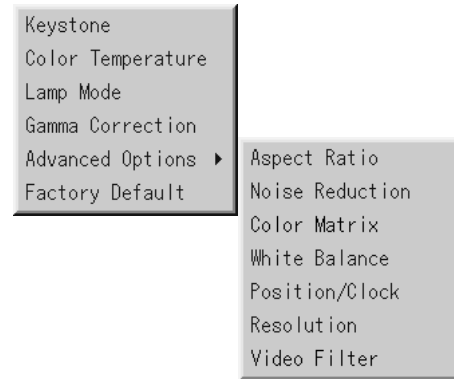 Keystone
Color Temperature
Lamp Mode
Gamma Correction
Advanced Options
Factory Default
Aspect Ratio
Noise Reduction
Color Matrix
White Balance
Position/Clock
Resolution
Video Filter